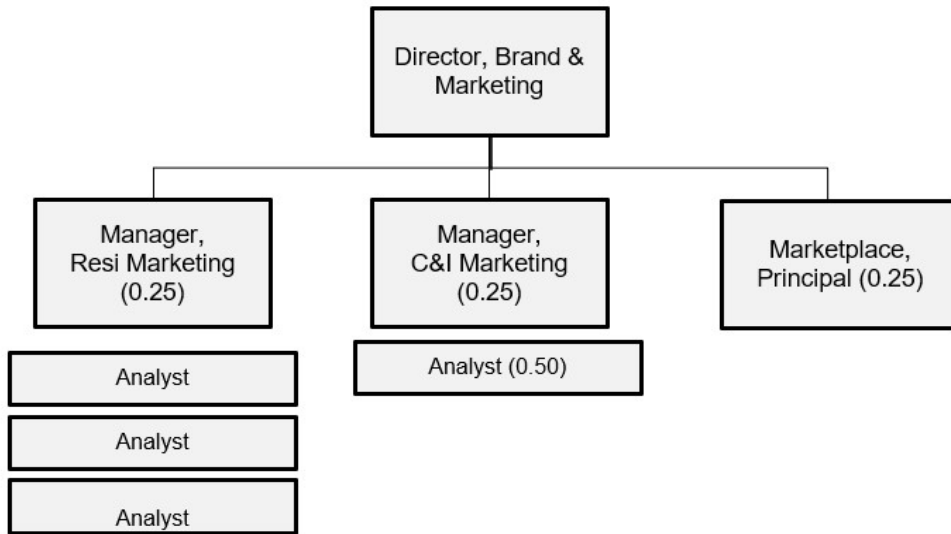 Director, Brand &
Marketing
Manager,
Resi Marketing
(0.25)
Manager,
C&I Marketing
(0.25)
Marketplace,
Principal (0.25)
Analyst
Analyst
Analyst
Analyst (0.50)